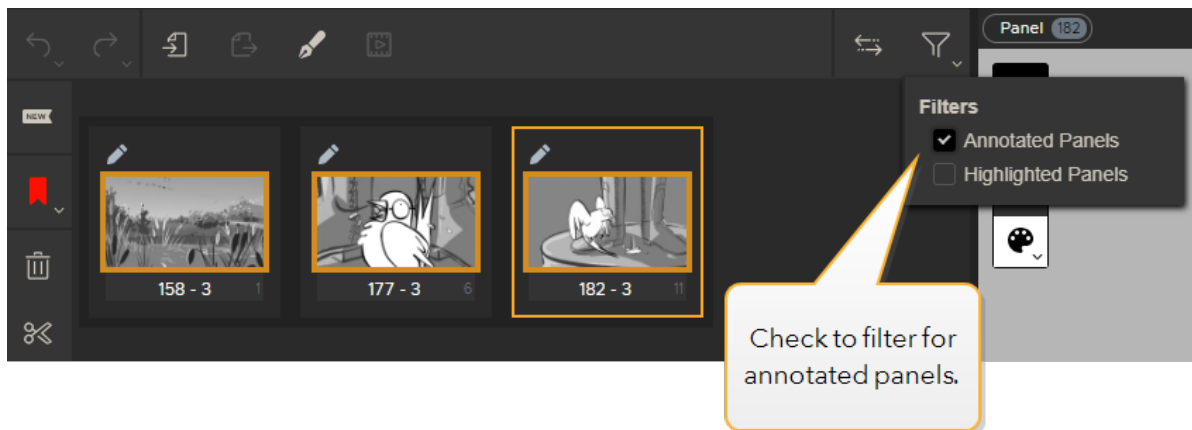 Panel 182
NEW
Filters
Annotated Panels
Highlighted Panels
158 - 3 1
177 - 3 6
182 - 3 11
Check to filter for
annotated panels.